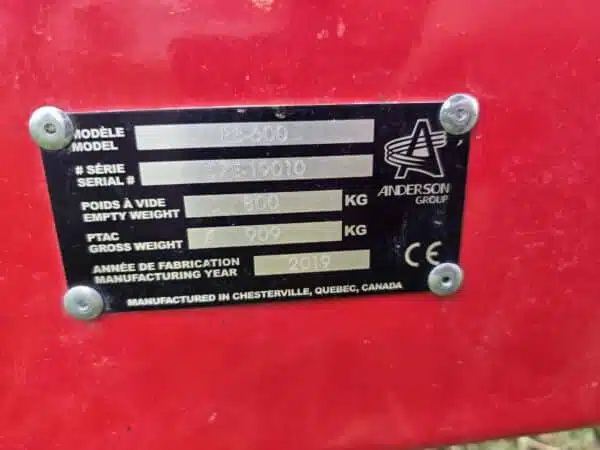 MODÈLE
MODEL
# SÉRIE
SERIAL #
POIDS À VIDE
EMPTY WEIGHT 800 KG
PTAC
GROSS WEIGHT 909 KG
ANNÉE DE FABRICATION
MANUFACTURING YEAR 2019
ANDERSON
GROUP
CE
MANUFACTURED IN CHESTERVILLE, QUEBEC, CANADA